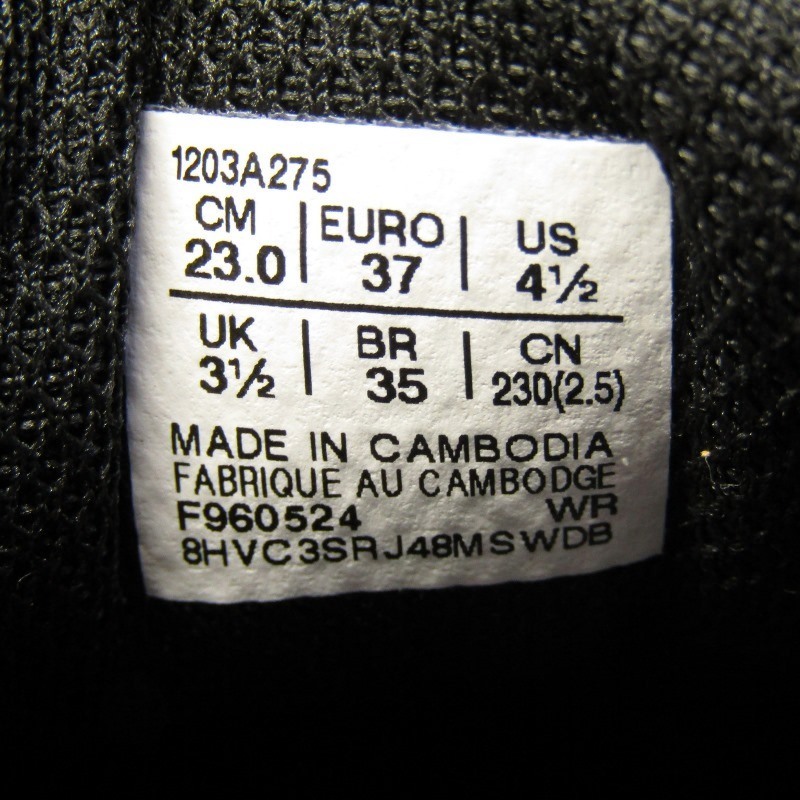 1203A275
CM | EURO | US
23.0 | 37 | 4½
UK | BR | CN
3½ | 35 | 230(2.5)
MADE IN CAMBODIA
FABRIQUE AU CAMBODGE
F960524 WR
8HVC3SRJ48MSWDB